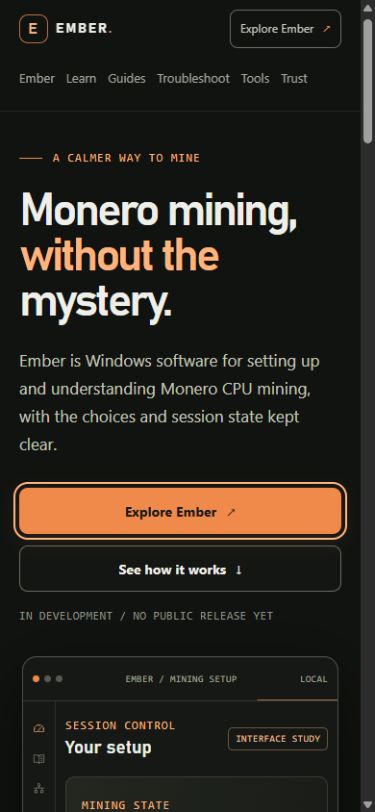 E EMBER.
Explore Ember ↗
Ember Learn Guides Troubleshoot Tools Trust
A CALMER WAY TO MINE
Monero mining,
without the
mystery.
Ember is Windows software for setting up
and understanding Monero CPU mining,
with the choices and session state kept
clear.
Explore Ember ↗
See how it works ↓
IN DEVELOPMENT / NO PUBLIC RELEASE YET
EMBER / MINING SETUP LOCAL
SESSION CONTROL
Your setup
INTERFACE STUDY
MINING STATE